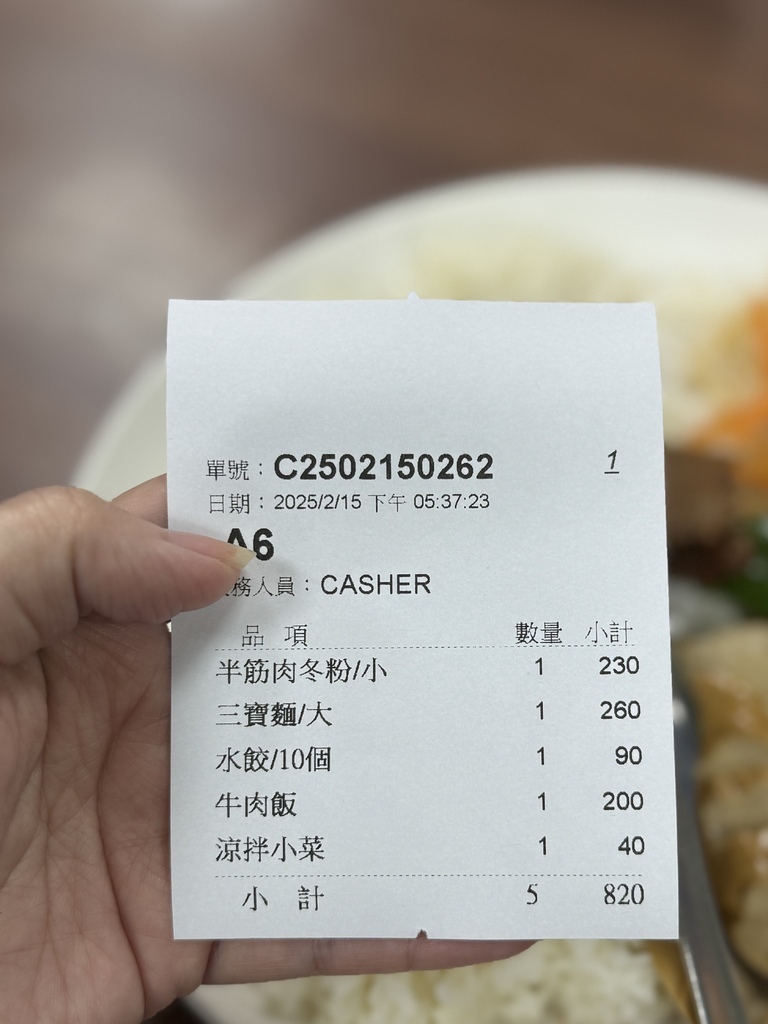 單號：C2502150262 1
日期：2025/2/15 下午 05:37:23
A6
務人員：CASHER
品 項 數量 小計
半筋肉冬粉/小 1 230
三寶麵/大 1 260
水餃/10個 1 90
牛肉飯 1 200
涼拌小菜 1 40
小 計 5 820